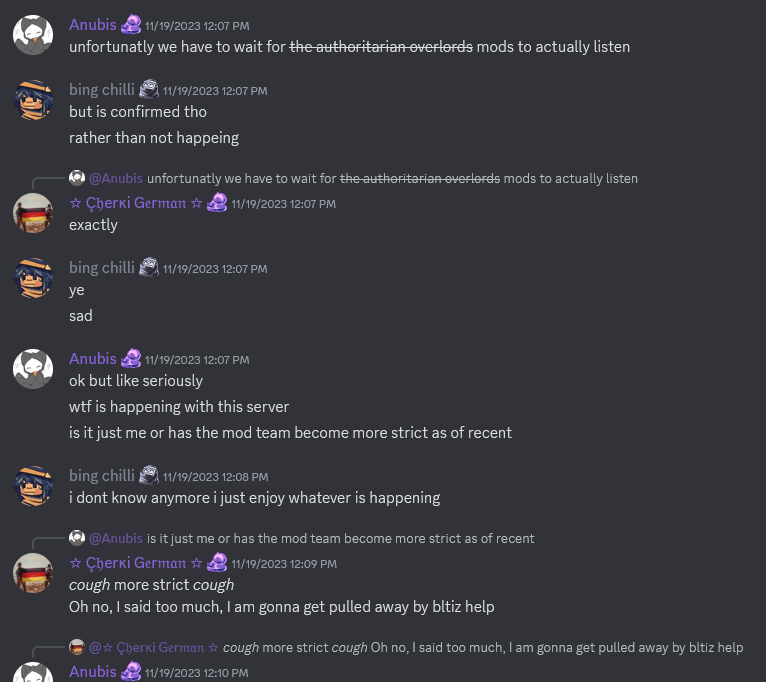 Anubis 11/19/2023 12:07 PM
unfortunatly we have to wait for the authoritarian overlords mods to actually listen
bing chilli 11/19/2023 12:07 PM
but is confirmed tho
rather than not happeing
@Anubis unfortunatly we have to wait for the authoritarian overlords mods to actually listen
☆ Çꞕerкi Ger𝔪𝔞𝔫 ☆ 11/19/2023 12:07 PM
exactly
bing chilli 11/19/2023 12:07 PM
ye
sad
Anubis 11/19/2023 12:07 PM
ok but like seriously
wtf is happening with this server
is it just me or has the mod team become more strict as of recent
bing chilli 11/19/2023 12:08 PM
i dont know anymore i just enjoy whatever is happening
@Anubis is it just me or has the mod team become more strict as of recent
☆ Çꞕerкi Ger𝔪𝔞𝔫 ☆ 11/19/2023 12:09 PM
cough more strict cough
Oh no, I said too much, I am gonna get pulled away by bltiz help
@☆ Çꞕerкi Ger𝔪𝔞𝔫 ☆ cough more strict cough Oh no, I said too much, I am gonna get pulled away by bltiz help
Anubis 11/19/2023 12:10 PM